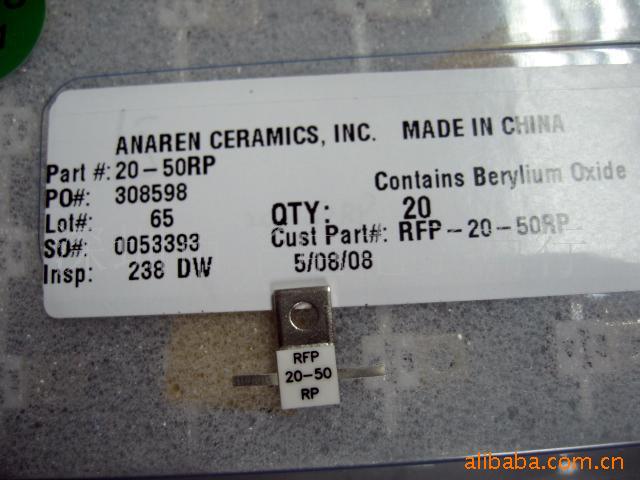 ANAREN CERAMICS, INC. MADE IN CHINA
Part #: 20-50RP
Contains Berylium Oxide
PO#: 308598
Lot#: 65
QTY: 20
SO#: 0053393
Cust Part#: RFP-20-50RP
Insp: 238 DW
5/08/08
RFP
20-50
RP
alibaba.com.cn